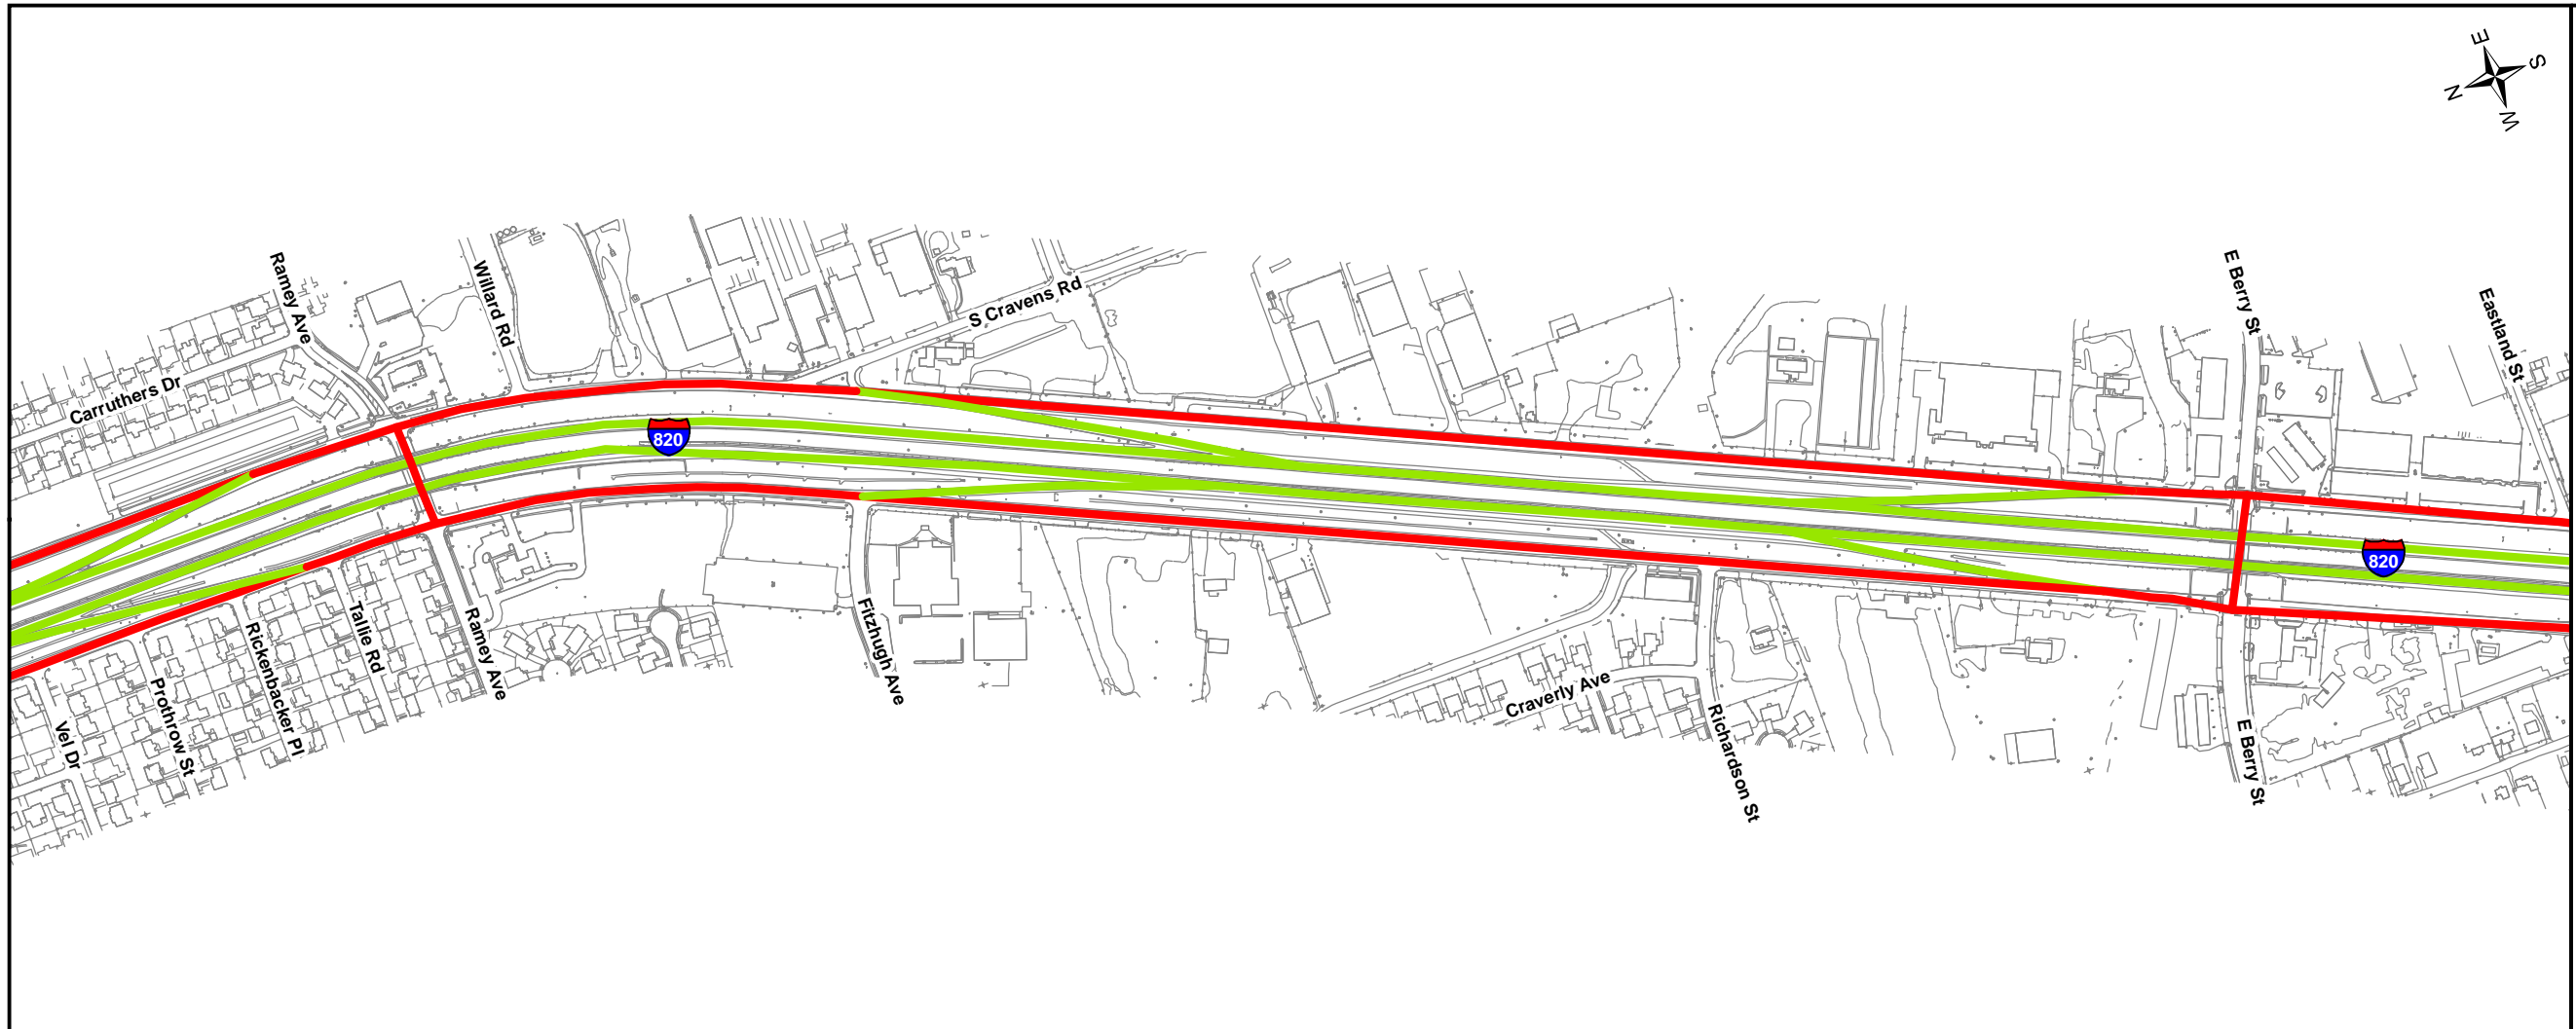 E
S
N
W
Ramey Ave
Willard Rd
S Cravens Rd
E Berry St
Eastland St
Carruthers Dr
820
820
Vel Dr
Prothrow St
Rickenbacker Pl
Tallie Rd
Ramey Ave
Fitzhugh Ave
Craverly Ave
Richardson St
E Berry St